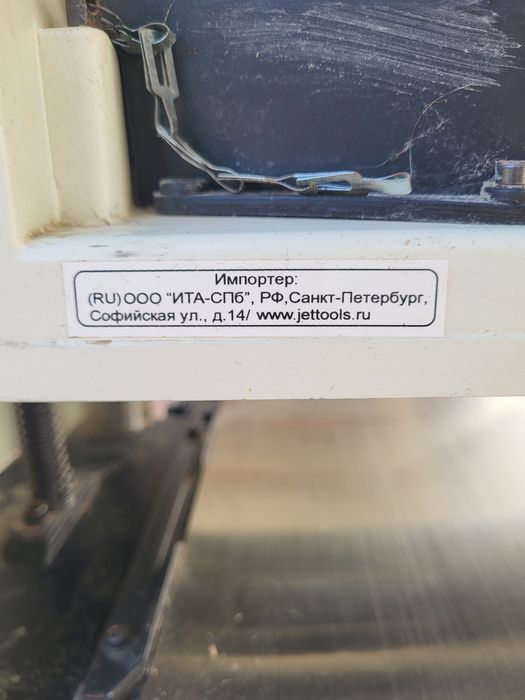 Импортер:
(RU) ООО "ИТА-СПб", РФ,Санкт-Петербург,
Софийская ул., д.14/ www.jettools.ru